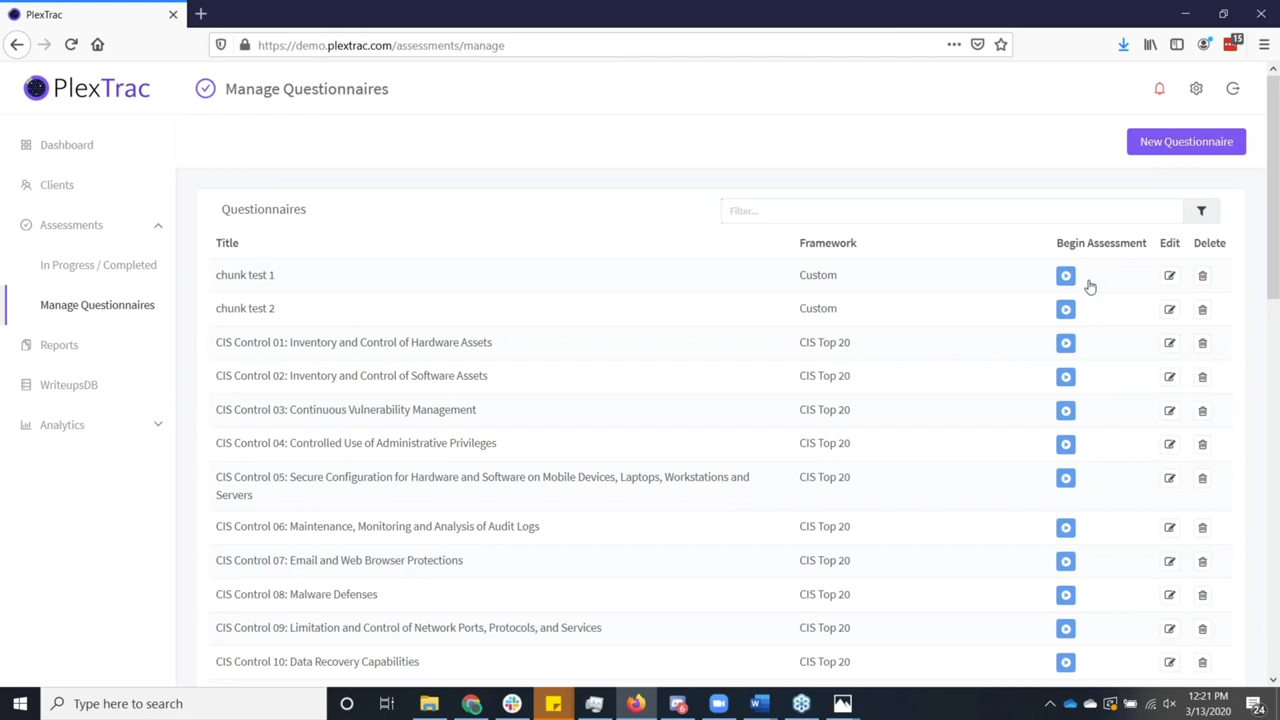 PlexTrac
https://demo.plextrac.com/assessments/manage
15
PlexTrac
Manage Questionnaires
Dashboard
Clients
Assessments
In Progress / Completed
Manage Questionnaires
Reports
WriteupsDB
Analytics
New Questionnaire
Questionnaires
Filter...
Title Framework Begin Assessment Edit Delete
chunk test 1 Custom
chunk test 2 Custom
CIS Control 01: Inventory and Control of Hardware Assets CIS Top 20
CIS Control 02: Inventory and Control of Software Assets CIS Top 20
CIS Control 03: Continuous Vulnerability Management CIS Top 20
CIS Control 04: Controlled Use of Administrative Privileges CIS Top 20
CIS Control 05: Secure Configuration for Hardware and Software on Mobile Devices, Laptops, Workstations and CIS Top 20
Servers
CIS Control 06: Maintenance, Monitoring and Analysis of Audit Logs CIS Top 20
CIS Control 07: Email and Web Browser Protections CIS Top 20
CIS Control 08: Malware Defenses CIS Top 20
CIS Control 09: Limitation and Control of Network Ports, Protocols, and Services CIS Top 20
CIS Control 10: Data Recovery Capabilities CIS Top 20
Type here to search
12:21 PM
3/13/2020
24